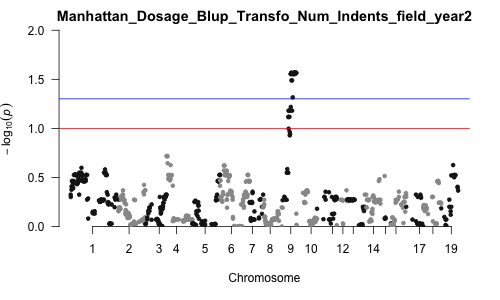 Manhattan_Dosage_Blup_Transfo_Num_Indents_field_year2
2.0
1.5
1.0
0.5
0.0
− log10(p)
1 2 3 4 5 6 7 8 9 10 12 14 17 19
Chromosome